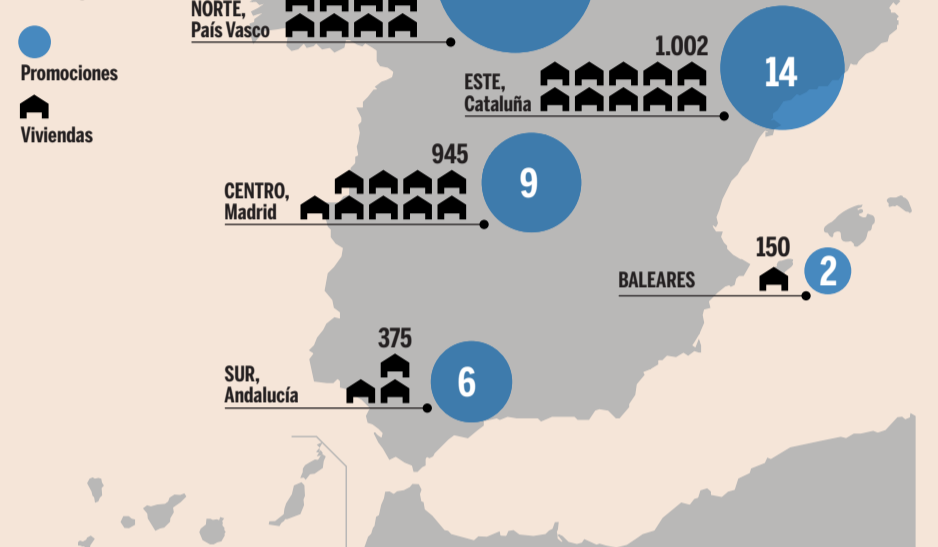 NORTE,
País Vasco
Promociones
Viviendas
1.002
ESTE,
Cataluña
14
945
CENTRO,
Madrid
9
150
BALEARES
2
375
SUR,
Andalucía
6